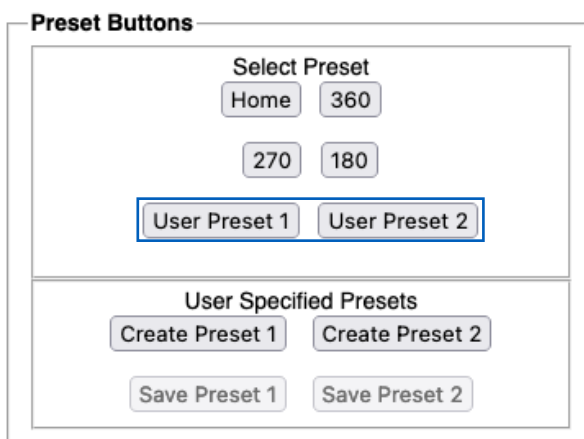 Preset Buttons
Select Preset
Home 360
270 180
User Preset 1 User Preset 2
User Specified Presets
Create Preset 1 Create Preset 2
Save Preset 1 Save Preset 2